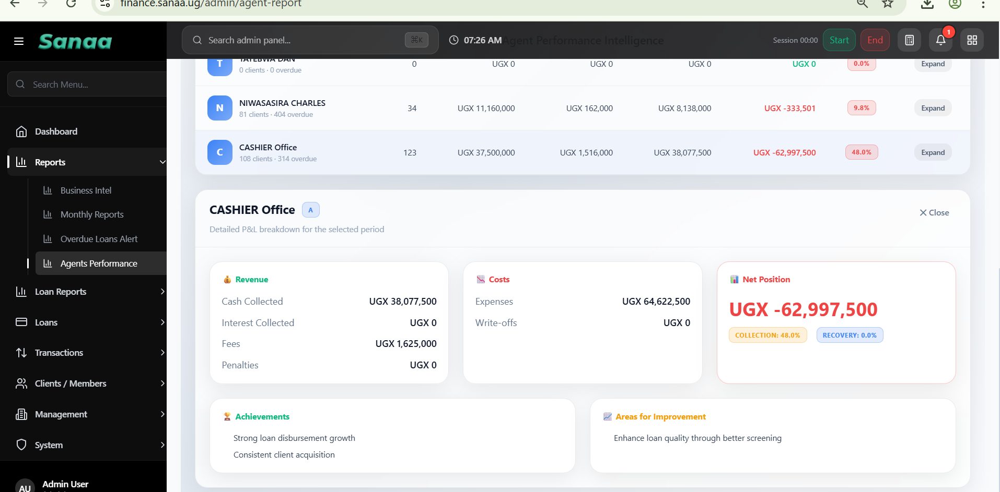 finance.sanaa.ug/admin/agent-report
Sanaa
Search admin panel...
⌘K
07:26 AM
Agent Performance Intelligence
Session 00:00
Start
End
1
Search Menu...
Dashboard
Reports
Business Intel
Monthly Reports
Overdue Loans Alert
Agents Performance
Loan Reports
Loans
Transactions
Clients / Members
Management
System
AU
Admin User
T
TAYEBWA DAN
0 clients · 0 overdue
0 UGX 0 UGX 0 UGX 0 UGX 0 0.0% Expand
N
NIWASASIRA CHARLES
81 clients · 404 overdue
34 UGX 11,160,000 UGX 162,000 UGX 8,138,000 UGX -333,501 9.8% Expand
C
CASHIER Office
108 clients · 314 overdue
123 UGX 37,500,000 UGX 1,516,000 UGX 38,077,500 UGX -62,997,500 48.0% Expand
CASHIER Office A
Close
Detailed P&L breakdown for the selected period
Revenue
Cash Collected UGX 38,077,500
Interest Collected UGX 0
Fees UGX 1,625,000
Penalties UGX 0
Costs
Expenses UGX 64,622,500
Write-offs UGX 0
Net Position
UGX -62,997,500
COLLECTION: 48.0% RECOVERY: 0.0%
Achievements
Strong loan disbursement growth
Consistent client acquisition
Areas for Improvement
Enhance loan quality through better screening